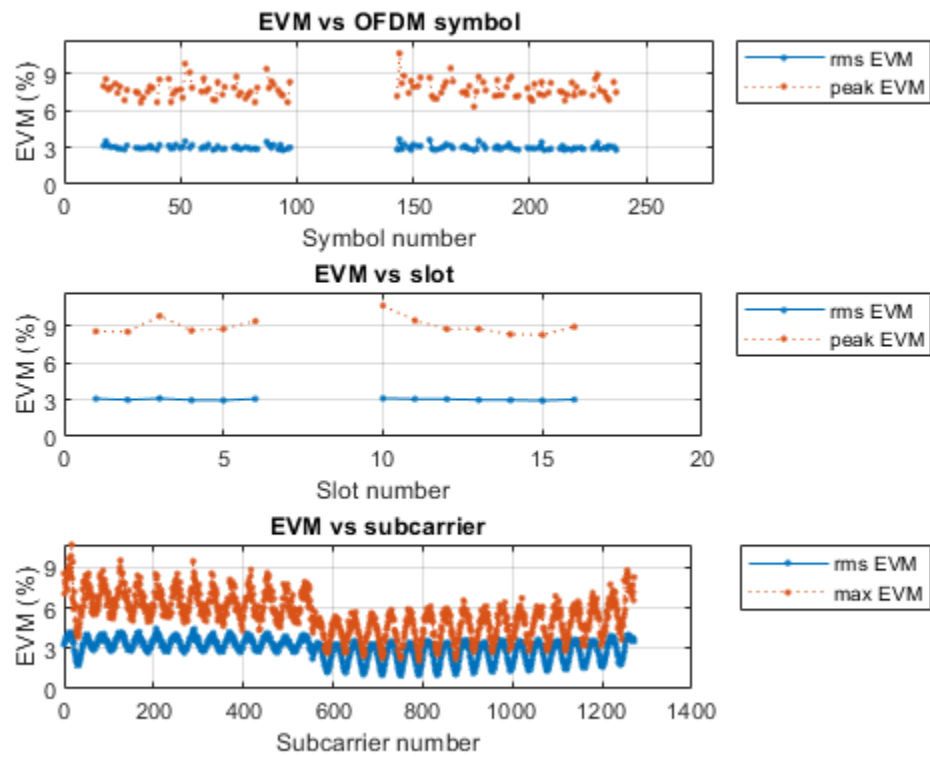 EVM vs OFDM symbol
EVM (%)
9
6
3
0
0 50 100 150 200 250
Symbol number
rms EVM
peak EVM
EVM vs slot
EVM (%)
9
6
3
0
0 5 10 15 20
Slot number
rms EVM
peak EVM
EVM vs subcarrier
EVM (%)
9
6
3
0
0 200 400 600 800 1000 1200 1400
Subcarrier number
rms EVM
max EVM